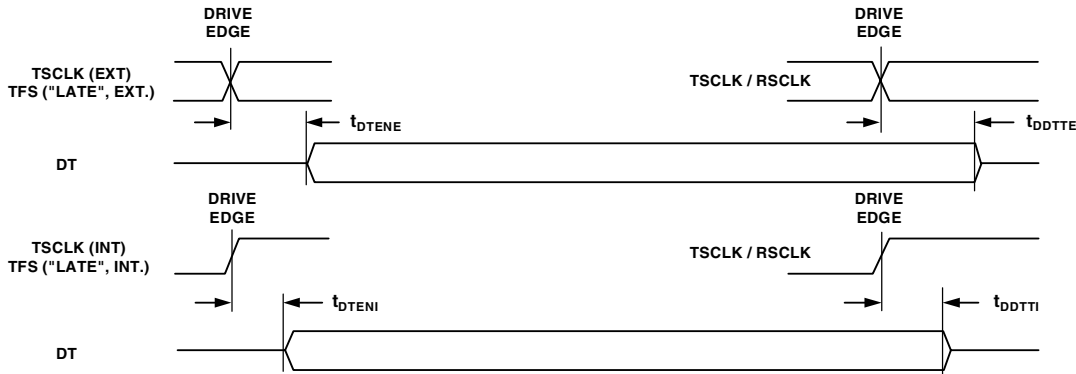 DRIVE
EDGE
DRIVE
EDGE
TSCLK (EXT)
TFS ("LATE", EXT.)
TSCLK / RSCLK
tDTENE
tDDTTE
DT
DRIVE
EDGE
DRIVE
EDGE
TSCLK (INT)
TFS ("LATE", INT.)
TSCLK / RSCLK
tDTENI
tDDTTI
DT